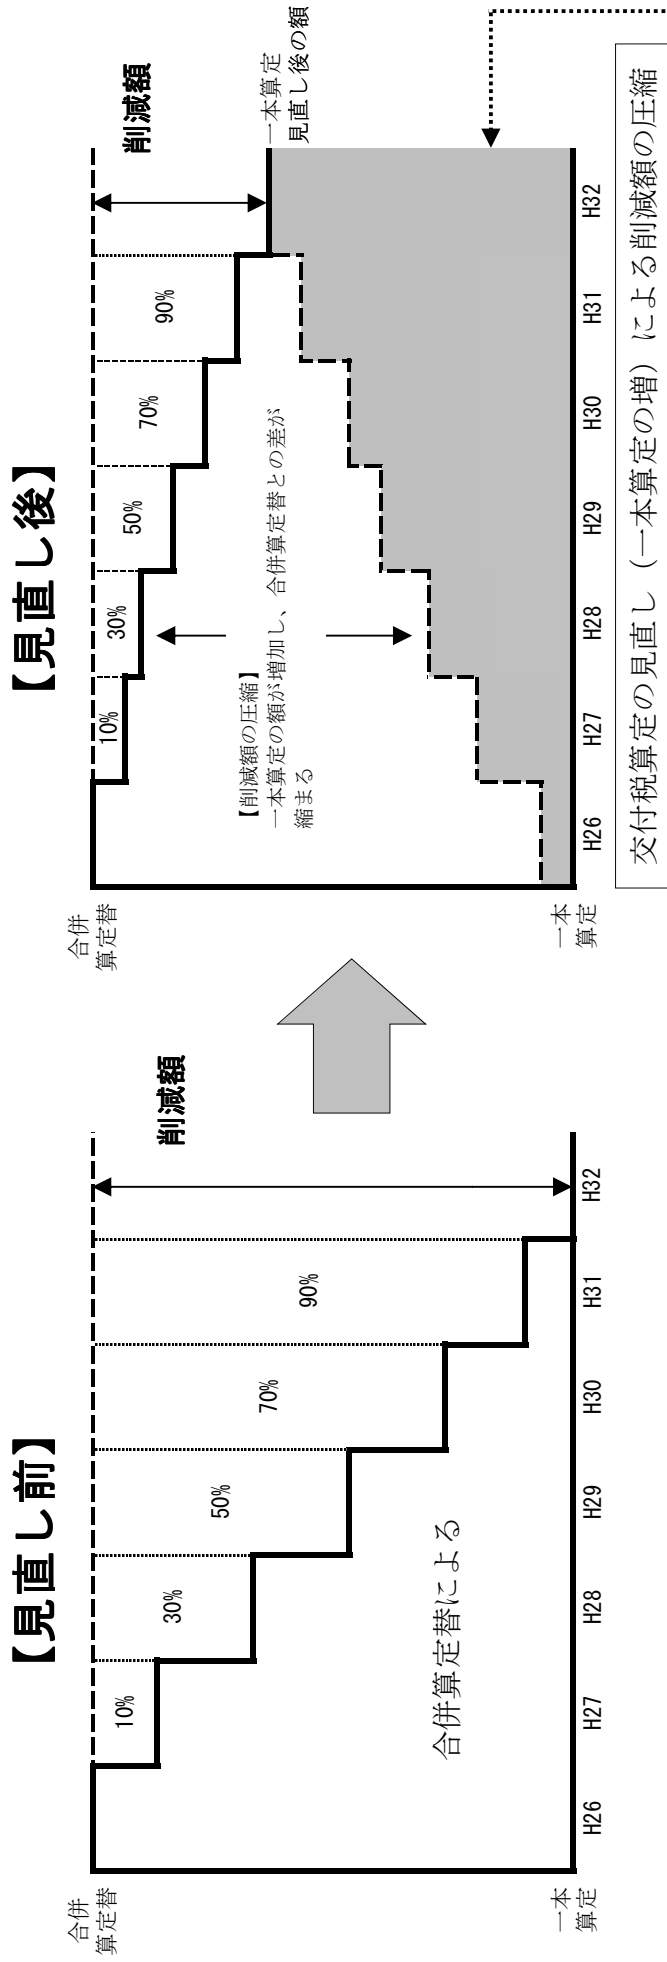 【見直し前】
合併
算定替
10%
30%
50%
70%
90%
削減額
合併算定替による
一本
算定
H26
H27
H28
H29
H30
H31
H32
【見直し後】
合併
算定替
10%
30%
50%
70%
90%
削減額
一本算定
見直し後の額
【削減額の圧縮】
一本算定の額が増加し、合併算定替との差が
縮まる
一本
算定
H26
H27
H28
H29
H30
H31
H32
交付税算定の見直し（一本算定の増）による削減額の圧縮